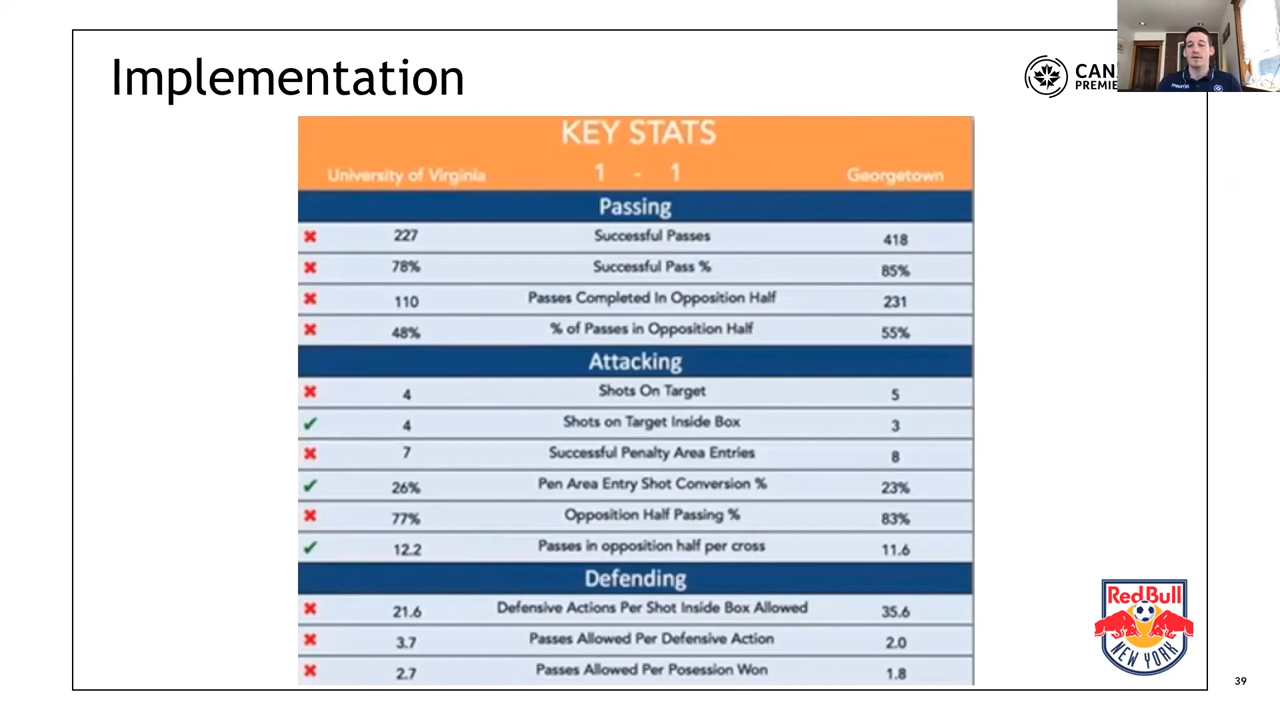 Implementation
CAN
PREMIE
KEY STATS
University of Virginia 1 - 1 Georgetown
Passing
✖ 227 Successful Passes 418
✖ 78% Successful Pass % 85%
✖ 110 Passes Completed In Opposition Half 231
✖ 48% % of Passes in Opposition Half 55%
Attacking
✖ 4 Shots On Target 5
✔ 4 Shots on Target Inside Box 3
✖ 7 Successful Penalty Area Entries 8
✔ 26% Pen Area Entry Shot Conversion % 23%
✖ 77% Opposition Half Passing % 83%
✔ 12.2 Passes in opposition half per cross 11.6
Defending
✖ 21.6 Defensive Actions Per Shot Inside Box Allowed 35.6
✖ 3.7 Passes Allowed Per Defensive Action 2.0
✖ 2.7 Passes Allowed Per Posession Won 1.8
Red Bull
NEW YORK
39